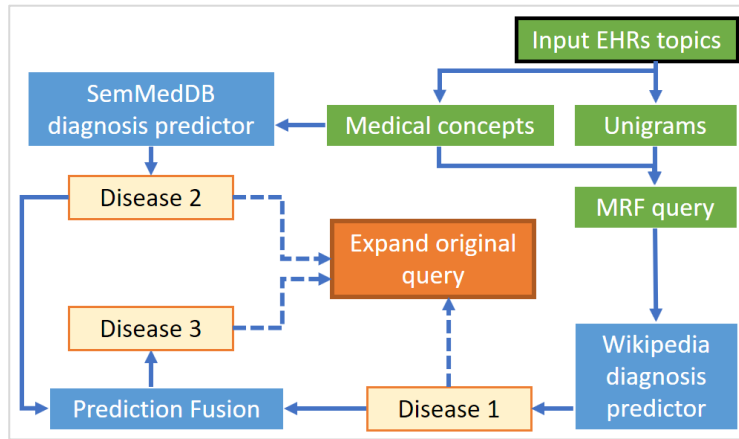 Input EHRs topics
SemMedDB
diagnosis predictor
Medical concepts
Unigrams
Disease 2
MRF query
Expand original
query
Disease 3
Wikipedia
diagnosis
predictor
Prediction Fusion
Disease 1